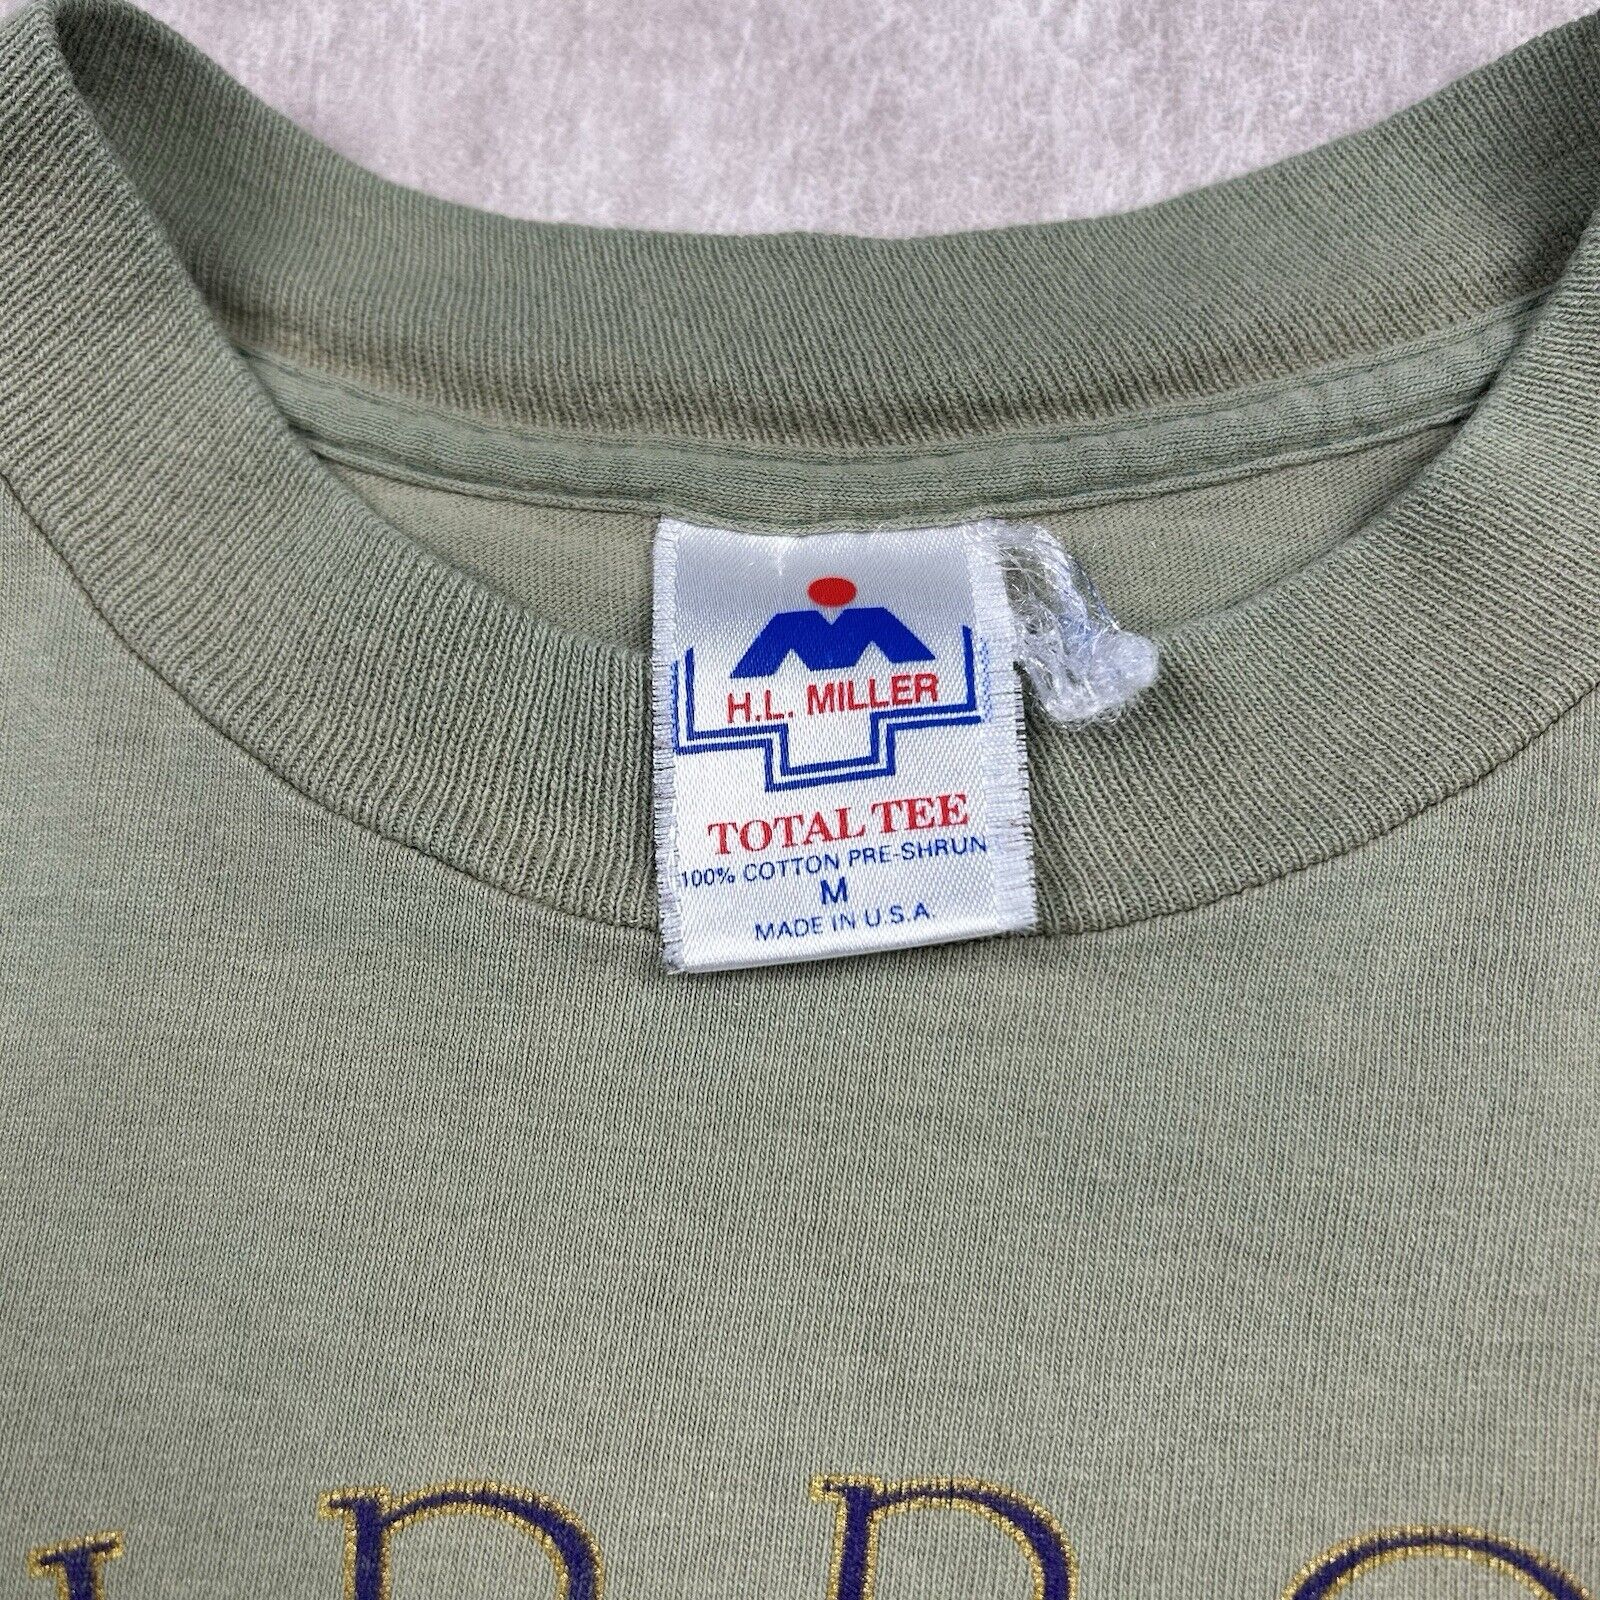 H.L. MILLER
TOTAL TEE
100% COTTON PRE-SHRUN
M
MADE IN U.S.A.